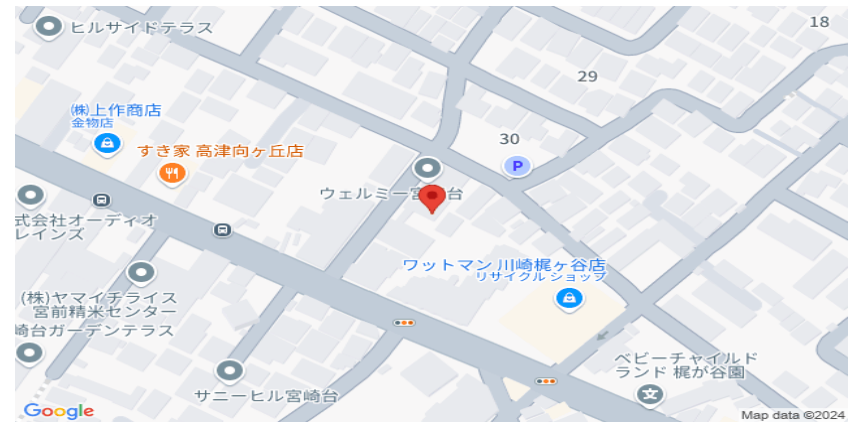 ヒルサイドテラス
18
29
㈱上作商店
金物店
30
P
すき家 高津向ヶ丘店
ウェルミー宮崎台
式会社オーディオ
レインズ
ワットマン 川崎梶ヶ谷店
リサイクル ショップ
(株)ヤマイチライス
宮前精米センター
崎台ガーデンテラス
ベビーチャイルド
ランド 梶が谷園
文
サニーヒル宮崎台
Google
Map data ©2024